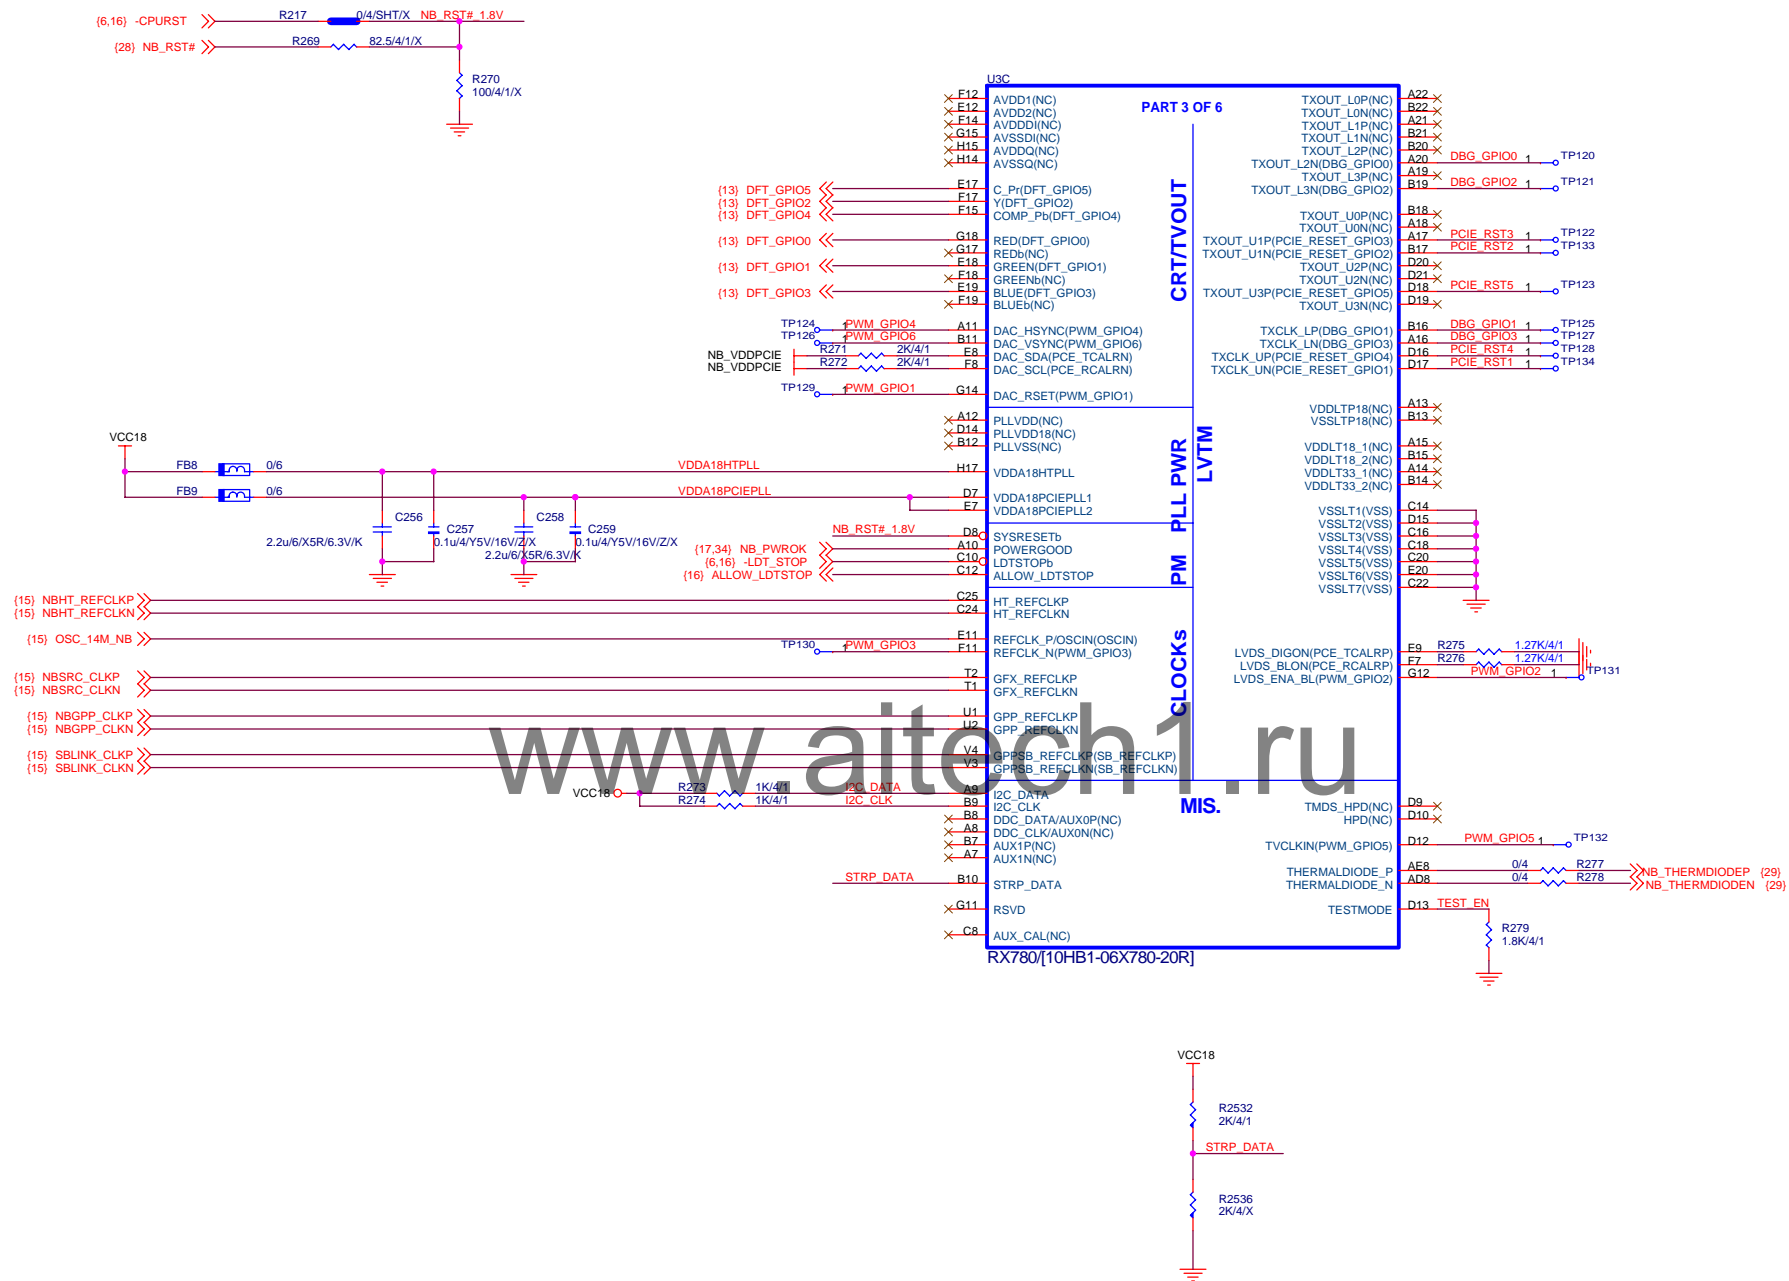 {6,16} -CPURST R217 0/4/SHT/X NB_RST#_1.8V
{28} NB_RST# R269 82.5/4/1/X
R270
100/4/1/X
U3C
PART 3 OF 6
CRT/TVOUT
PLL PWR
LVTM
PM
CLOCKs
MIS.
F12 AVDD1(NC)
E12 AVDD2(NC)
F14 AVDDDI(NC)
G15 AVSSDI(NC)
H15 AVDDQ(NC)
H14 AVSSQ(NC)
{13} DFT_GPIO5 E17 C_Pr(DFT_GPIO5)
{13} DFT_GPIO2 F17 Y(DFT_GPIO2)
{13} DFT_GPIO4 F15 COMP_Pb(DFT_GPIO4)
{13} DFT_GPIO0 G18 RED(DFT_GPIO0)
G17 REDb(NC)
{13} DFT_GPIO1 E18 GREEN(DFT_GPIO1)
F18 GREENb(NC)
{13} DFT_GPIO3 E19 BLUE(DFT_GPIO3)
F19 BLUEb(NC)
TP124 1 PWM_GPIO4 A11 DAC_HSYNC(PWM_GPIO4)
TP126 1 PWM_GPIO6 B11 DAC_VSYNC(PWM_GPIO6)
NB_VDDPCIE R271 2K/4/1 E8 DAC_SDA(PCE_TCALRN)
NB_VDDPCIE R272 2K/4/1 F8 DAC_SCL(PCE_RCALRN)
TP129 1 PWM_GPIO1 G14 DAC_RSET(PWM_GPIO1)
A12 PLLVDD(NC)
D14 PLLVDD18(NC)
B12 PLLVSS(NC)
VCC18
FB8 0/6 VDDA18HTPLL H17 VDDA18HTPLL
FB9 0/6 VDDA18PCIEPLL D7 VDDA18PCIEPLL1
E7 VDDA18PCIEPLL2
C256
2.2u/6/X5R/6.3V/K
C257
0.1u/4/Y5V/16V/Z/X
C258
2.2u/6/X5R/6.3V/K
C259
0.1u/4/Y5V/16V/Z/X
NB_RST#_1.8V D8 SYSRESETb
{17,34} NB_PWROK A10 POWERGOOD
{6,16} -LDT_STOP C10 LDTSTOPb
{16} ALLOW_LDTSTOP C12 ALLOW_LDTSTOP
{15} NBHT_REFCLKP C25 HT_REFCLKP
{15} NBHT_REFCLKN C24 HT_REFCLKN
{15} OSC_14M_NB E11 REFCLK_P/OSCIN(OSCIN)
TP130 1 PWM_GPIO3 F11 REFCLK_N(PWM_GPIO3)
{15} NBSRC_CLKP T2 GFX_REFCLKP
{15} NBSRC_CLKN T1 GFX_REFCLKN
{15} NBGPP_CLKP U1 GPP_REFCLKP
{15} NBGPP_CLKN U2 GPP_REFCLKN
{15} SBLINK_CLKP V4 GPPSB_REFCLKP(SB_REFCLKP)
{15} SBLINK_CLKN V3 GPPSB_REFCLKN(SB_REFCLKN)
www.aitech1.ru
VCC18 R273 1K/4/1 I2C_DATA A9 I2C_DATA
R274 1K/4/1 I2C_CLK B9 I2C_CLK
B8 DDC_DATA/AUX0P(NC)
A8 DDC_CLK/AUX0N(NC)
B7 AUX1P(NC)
A7 AUX1N(NC)
STRP_DATA B10 STRP_DATA
G11 RSVD
C8 AUX_CAL(NC)
TXOUT_L0P(NC) A22
TXOUT_L0N(NC) B22
TXOUT_L1P(NC) A21
TXOUT_L1N(NC) B21
TXOUT_L2P(NC) B20
TXOUT_L2N(DBG_GPIO0) A20 DBG_GPIO0 1 TP120
TXOUT_L3P(NC) A19
TXOUT_L3N(DBG_GPIO2) B19 DBG_GPIO2 1 TP121
TXOUT_U0P(NC) B18
TXOUT_U0N(NC) A18
TXOUT_U1P(PCIE_RESET_GPIO3) A17 PCIE_RST3 1 TP122
TXOUT_U1N(PCIE_RESET_GPIO2) B17 PCIE_RST2 1 TP133
TXOUT_U2P(NC) D20
TXOUT_U2N(NC) D21
TXOUT_U3P(PCIE_RESET_GPIO5) D18 PCIE_RST5 1 TP123
TXOUT_U3N(NC) D19
TXCLK_LP(DBG_GPIO1) B16 DBG_GPIO1 1 TP125
TXCLK_LN(DBG_GPIO3) A16 DBG_GPIO3 1 TP127
TXCLK_UP(PCIE_RESET_GPIO4) D16 PCIE_RST4 1 TP128
TXCLK_UN(PCIE_RESET_GPIO1) D17 PCIE_RST1 1 TP134
VDDLTP18(NC) A13
VSSLTP18(NC) B13
VDDLT18_1(NC) A15
VDDLT18_2(NC) B15
VDDLT33_1(NC) A14
VDDLT33_2(NC) B14
VSSLT1(VSS) C14
VSSLT2(VSS) D15
VSSLT3(VSS) C16
VSSLT4(VSS) C18
VSSLT5(VSS) C20
VSSLT6(VSS) E20
VSSLT7(VSS) C22
LVDS_DIGON(PCE_TCALRP) E9 R275 1.27K/4/1
LVDS_BLON(PCE_RCALRP) F7 R276 1.27K/4/1
LVDS_ENA_BL(PWM_GPIO2) G12 PWM_GPIO2 1 TP131
TMDS_HPD(NC) D9
HPD(NC) D10
TVCLKIN(PWM_GPIO5) D12 PWM_GPIO5 1 TP132
THERMALDIODE_P AE8 0/4 R277 NB_THERMDIODEP {29}
THERMALDIODE_N AD8 0/4 R278 NB_THERMDIODEN {29}
TESTMODE D13 TEST_EN
R279
1.8K/4/1
RX780/[10HB1-06X780-20R]
VCC18
R2532
2K/4/1
STRP_DATA
R2536
2K/4/X